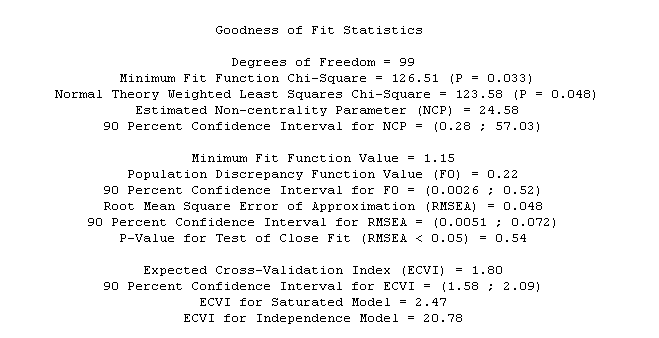 Goodness of Fit Statistics
Degrees of Freedom = 99
Minimum Fit Function Chi-Square = 126.51 (P = 0.033)
Normal Theory Weighted Least Squares Chi-Square = 123.58 (P = 0.048)
Estimated Non-centrality Parameter (NCP) = 24.58
90 Percent Confidence Interval for NCP = (0.28 ; 57.03)
Minimum Fit Function Value = 1.15
Population Discrepancy Function Value (F0) = 0.22
90 Percent Confidence Interval for F0 = (0.0026 ; 0.52)
Root Mean Square Error of Approximation (RMSEA) = 0.048
90 Percent Confidence Interval for RMSEA = (0.0051 ; 0.072)
P-Value for Test of Close Fit (RMSEA < 0.05) = 0.54
Expected Cross-Validation Index (ECVI) = 1.80
90 Percent Confidence Interval for ECVI = (1.58 ; 2.09)
ECVI for Saturated Model = 2.47
ECVI for Independence Model = 20.78